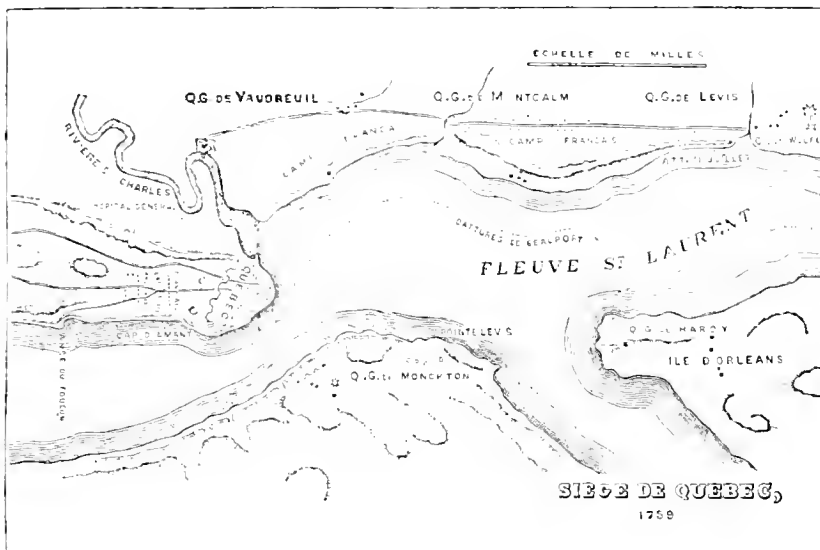 ECHELLE DE MILLES
Q.G. DE VAUDREUIL
Q.G. DE MONTCALM
Q.G. DE LEVIS
RIVIÈRE S. CHARLES
CAMP
CAMP FRANCAIS
HOPITAL GENERAL
BATTURES DE BEAUPORT
FLEUVE ST LAURENT
QUEBEC
CAP DIAMANT
ANSE DU FOULON
POINTE LEVIS
Q.G. DE MONCKTON
Q.G. DE HARDY
ILE D'ORLEANS
SIEGE DE QUEBEC,
1759